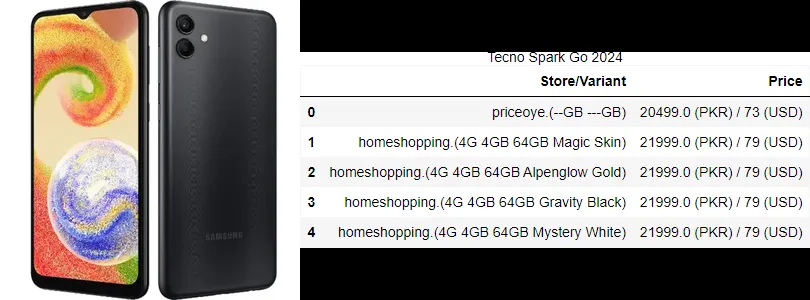 SAMSUNG
Tecno Spark Go 2024
Store/Variant Price
0 priceoye.(--GB ---GB) 20499.0 (PKR) / 73 (USD)
1 homeshopping.(4G 4GB 64GB Magic Skin) 21999.0 (PKR) / 79 (USD)
2 homeshopping.(4G 4GB 64GB Alpenglow Gold) 21999.0 (PKR) / 79 (USD)
3 homeshopping.(4G 4GB 64GB Gravity Black) 21999.0 (PKR) / 79 (USD)
4 homeshopping.(4G 4GB 64GB Mystery White) 21999.0 (PKR) / 79 (USD)